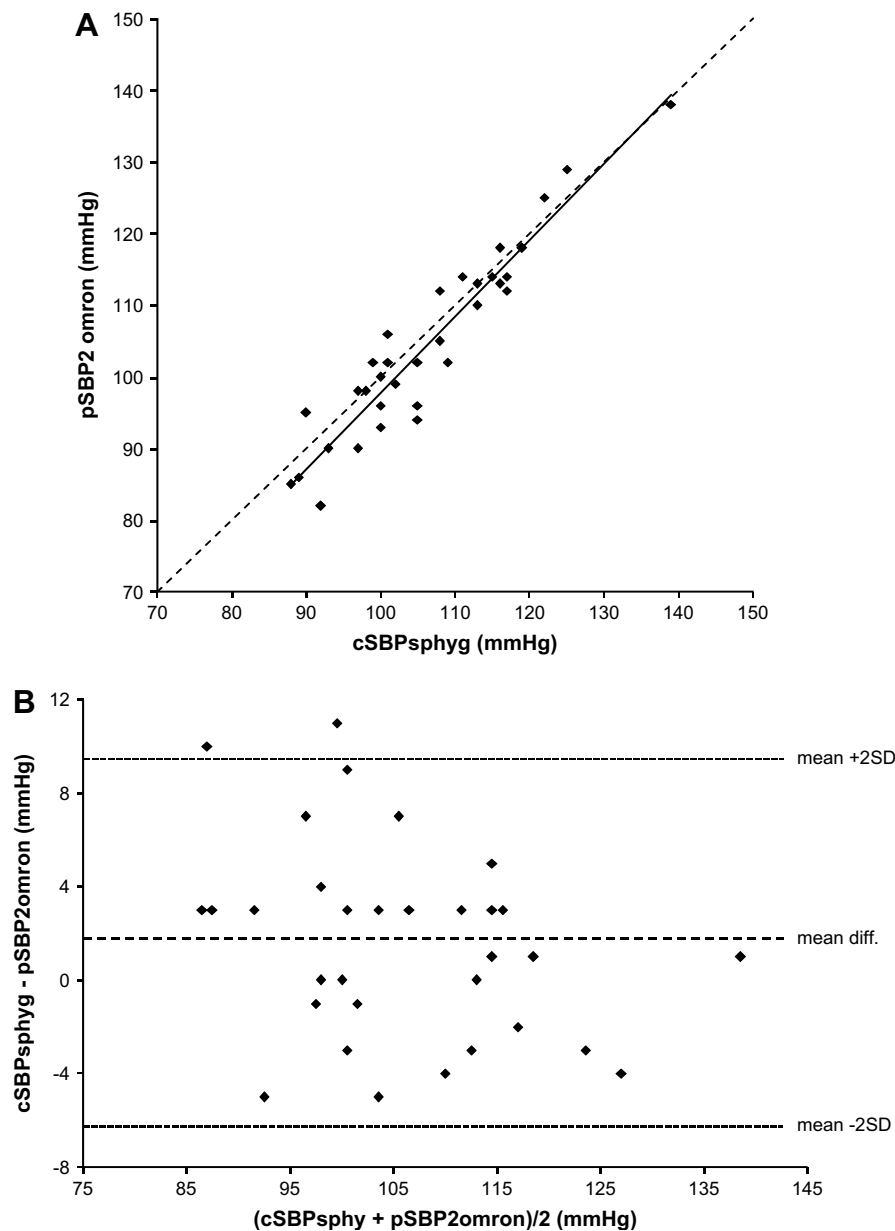 A
150
140
130
120
110
100
90
80
70
pSBP2 omron (mmHg)
70 80 90 100 110 120 130 140 150
cSBPsphyg (mmHg)
B
12
8
4
0
-4
-8
cSBPsphyg - pSBP2omron (mmHg)
mean +2SD
mean diff.
mean -2SD
75 85 95 105 115 125 135 145
(cSBPsphy + pSBP2omron)/2 (mmHg)